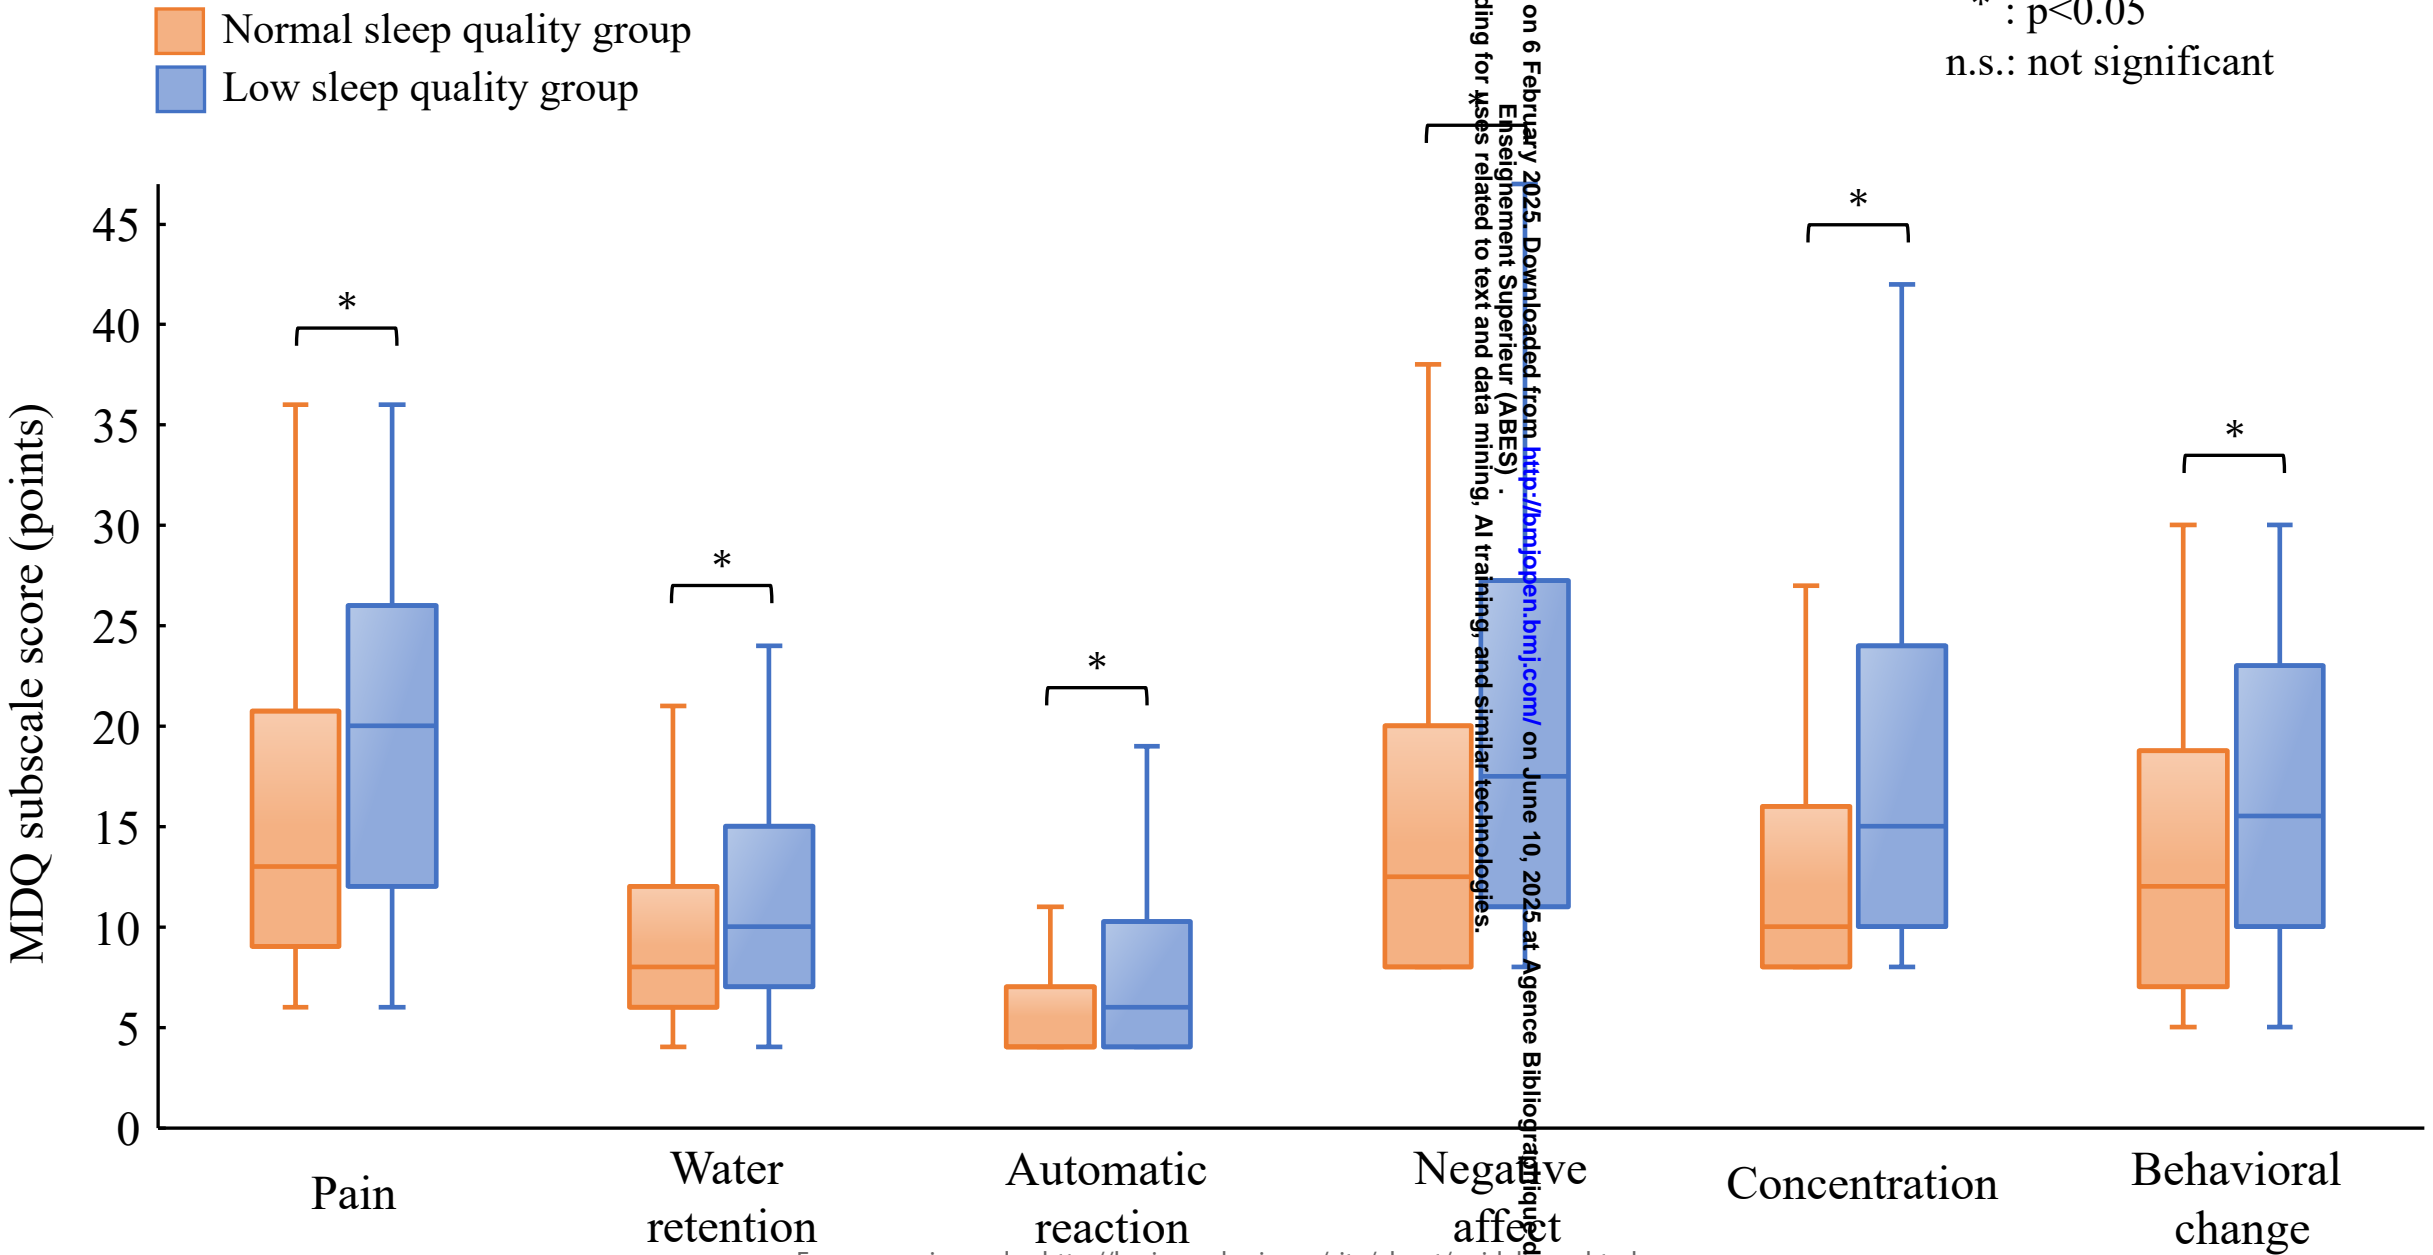 Normal sleep quality group
Low sleep quality group
* : p<0.05
n.s.: not significant
MDQ subscale score (points)
45
40
35
30
25
20
15
10
5
0
*
*
*
*
*
*
Pain
Water
retention
Automatic
reaction
Negative
affect
Concentration
Behavioral
change
on 6 February 2025. Downloaded from http://bmjopen.bmj.com/ on June 10, 2025 at Agence Bibliographique d
Enseignement Superieur (ABES) .
ding for uses related to text and data mining, AI training, and similar technologies.